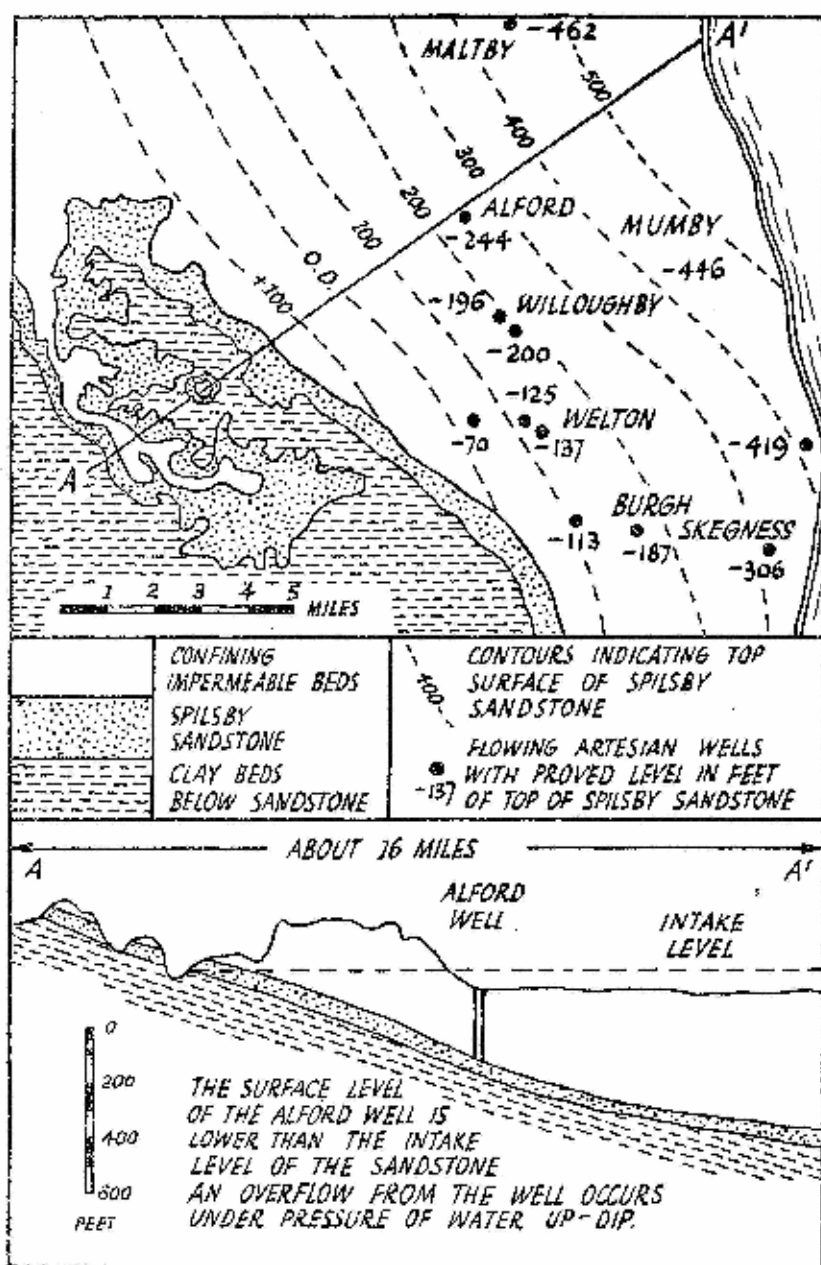 MALTBY
-462
A'
500
400
300
200
100
O.D.
+100
ALFORD
-244
MUMBY
-446
-196
WILLOUGHBY
-200
-125
WELTON
-137
-70
-419
BURGH
-113
-187
SKEGNESS
-306
A
1 2 3 4 5
MILES
CONFINING
IMPERMEABLE BEDS
SPILSBY
SANDSTONE
CLAY BEDS
BELOW SANDSTONE
400
CONTOURS INDICATING TOP
SURFACE OF SPILSBY
SANDSTONE
-137
FLOWING ARTESIAN WELLS
WITH PROVED LEVEL IN FEET
OF TOP OF SPILSBY SANDSTONE
ABOUT 16 MILES
A A'
ALFORD
WELL
INTAKE
LEVEL
0
200
400
600
FEET
THE SURFACE LEVEL
OF THE ALFORD WELL IS
LOWER THAN THE INTAKE
LEVEL OF THE SANDSTONE
AN OVERFLOW FROM THE WELL OCCURS
UNDER PRESSURE OF WATER UP-DIP.